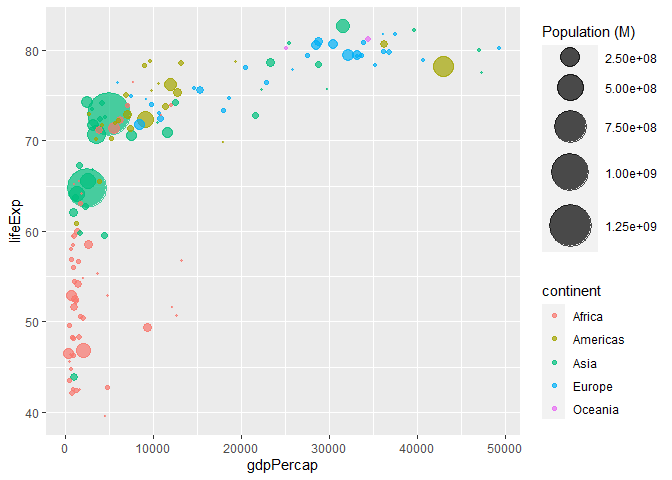 80
70
60
50
40
lifeExp
0
10000
20000
30000
40000
50000
gdpPercap
Population (M)
2.50e+08
5.00e+08
7.50e+08
1.00e+09
1.25e+09
continent
Africa
Americas
Asia
Europe
Oceania